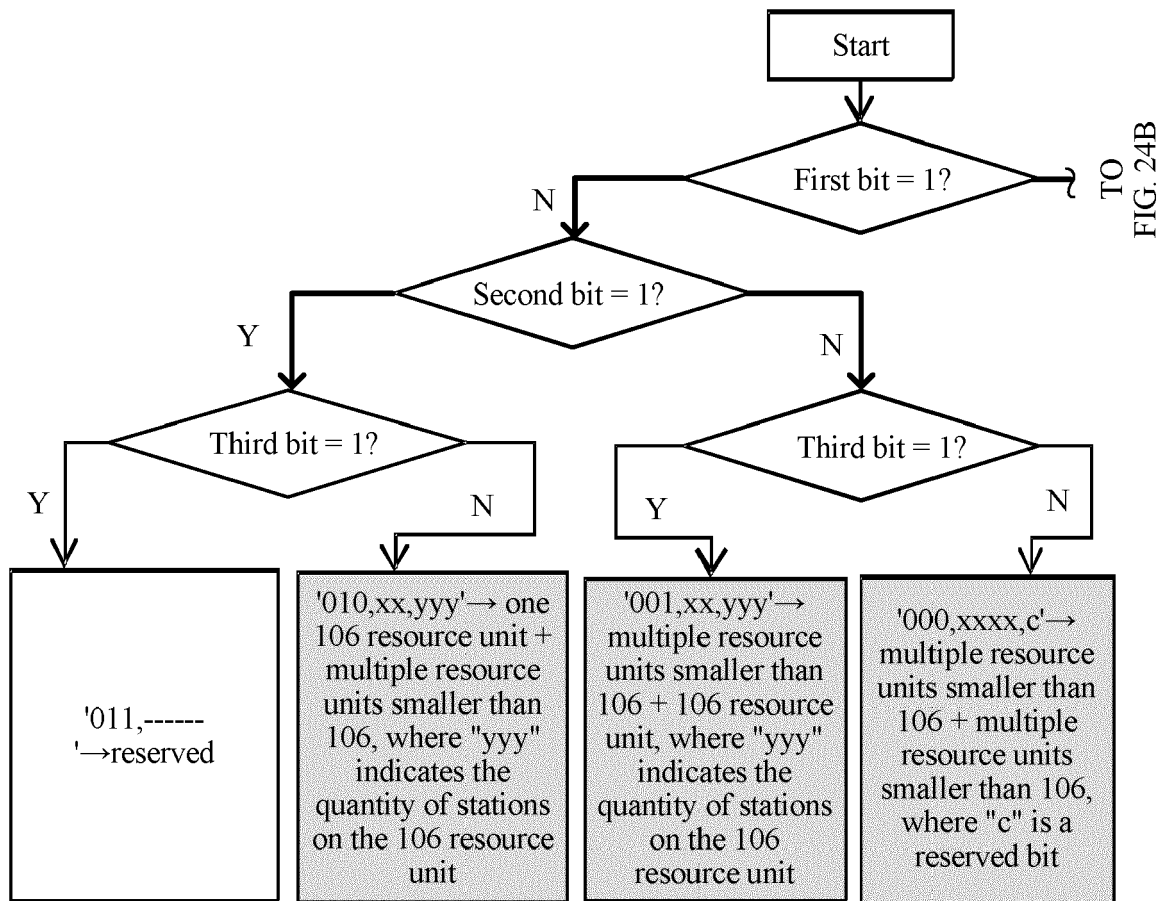 Start
First bit = 1?
TO
FIG. 24B
N
Second bit = 1?
Y
N
Third bit = 1?
Third bit = 1?
Y
N
Y
N
'011,------
'→reserved
'010,xx,yyy'→ one
106 resource unit +
multiple resource
units smaller than
106, where "yyy"
indicates the
quantity of stations
on the 106 resource
unit
'001,xx,yyy'→
multiple resource
units smaller than
106 + 106 resource
unit, where "yyy"
indicates the
quantity of stations
on the 106
resource unit
'000,xxxx,c'→
multiple resource
units smaller than
106 + multiple
resource units
smaller than 106,
where "c" is a
reserved bit